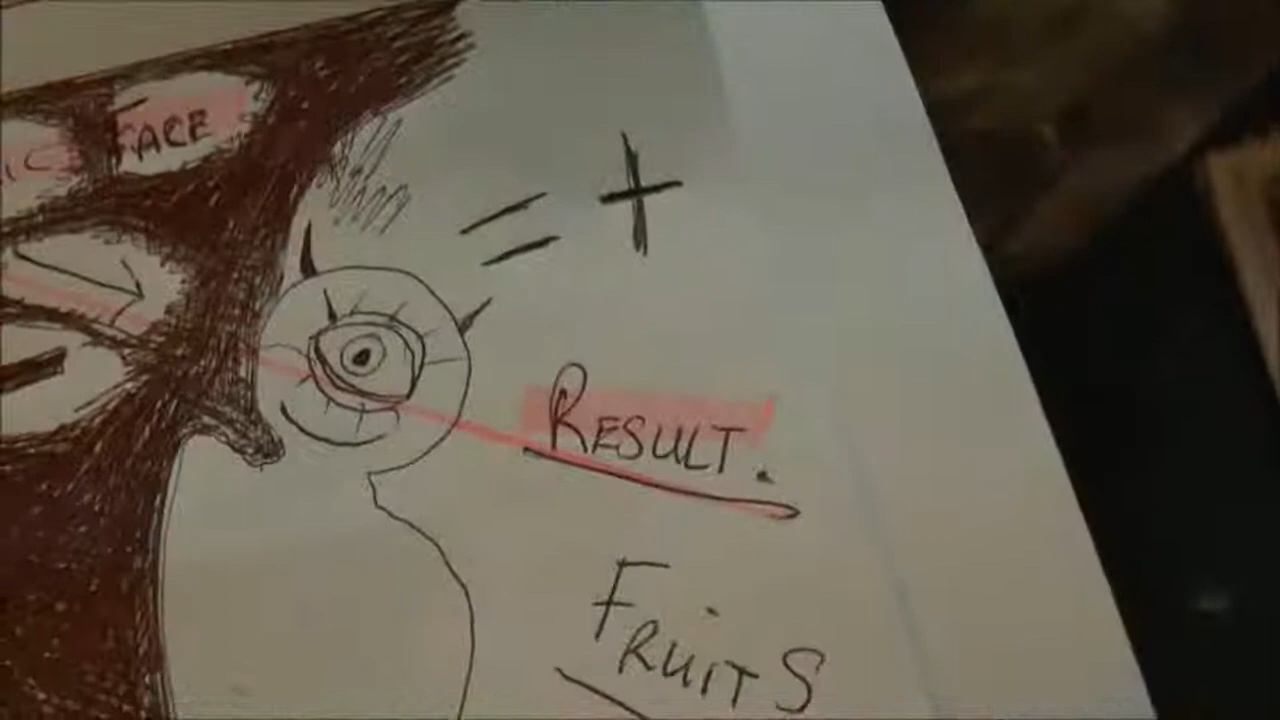 FACE
= +
RESULT.
FRUITS